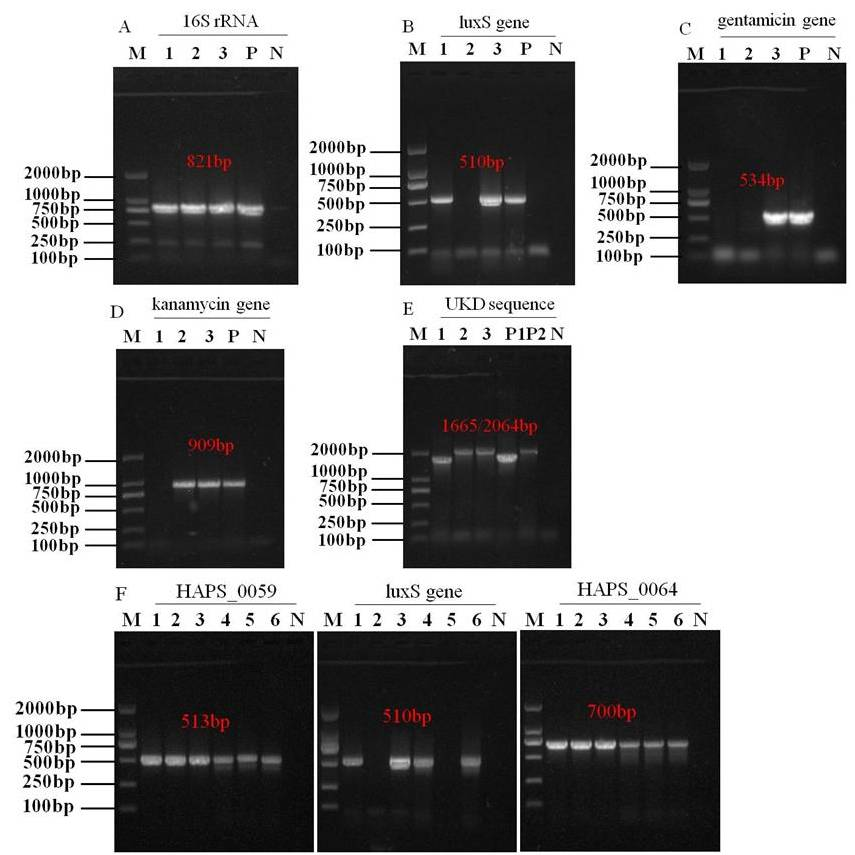 A 16S rRNA
M 1 2 3 P N
821bp
2000bp
1000bp
750bp
500bp
250bp
100bp
B luxS gene
M 1 2 3 P N
510bp
2000bp
1000bp
750bp
500bp
250bp
100bp
C gentamicin gene
M 1 2 3 P N
534bp
2000bp
1000bp
750bp
500bp
250bp
100bp
D kanamycin gene
M 1 2 3 P N
909bp
2000bp
1000bp
750bp
500bp
250bp
100bp
E UKD sequence
M 1 2 3 P1P2 N
1665/2064bp
2000bp
1000bp
750bp
500bp
250bp
100bp
F HAPS_0059
M 1 2 3 4 5 6 N
513bp
2000bp
1000bp
750bp
500bp
250bp
100bp
luxS gene
M 1 2 3 4 5 6 N
510bp
HAPS_0064
M 1 2 3 4 5 6 N
700bp